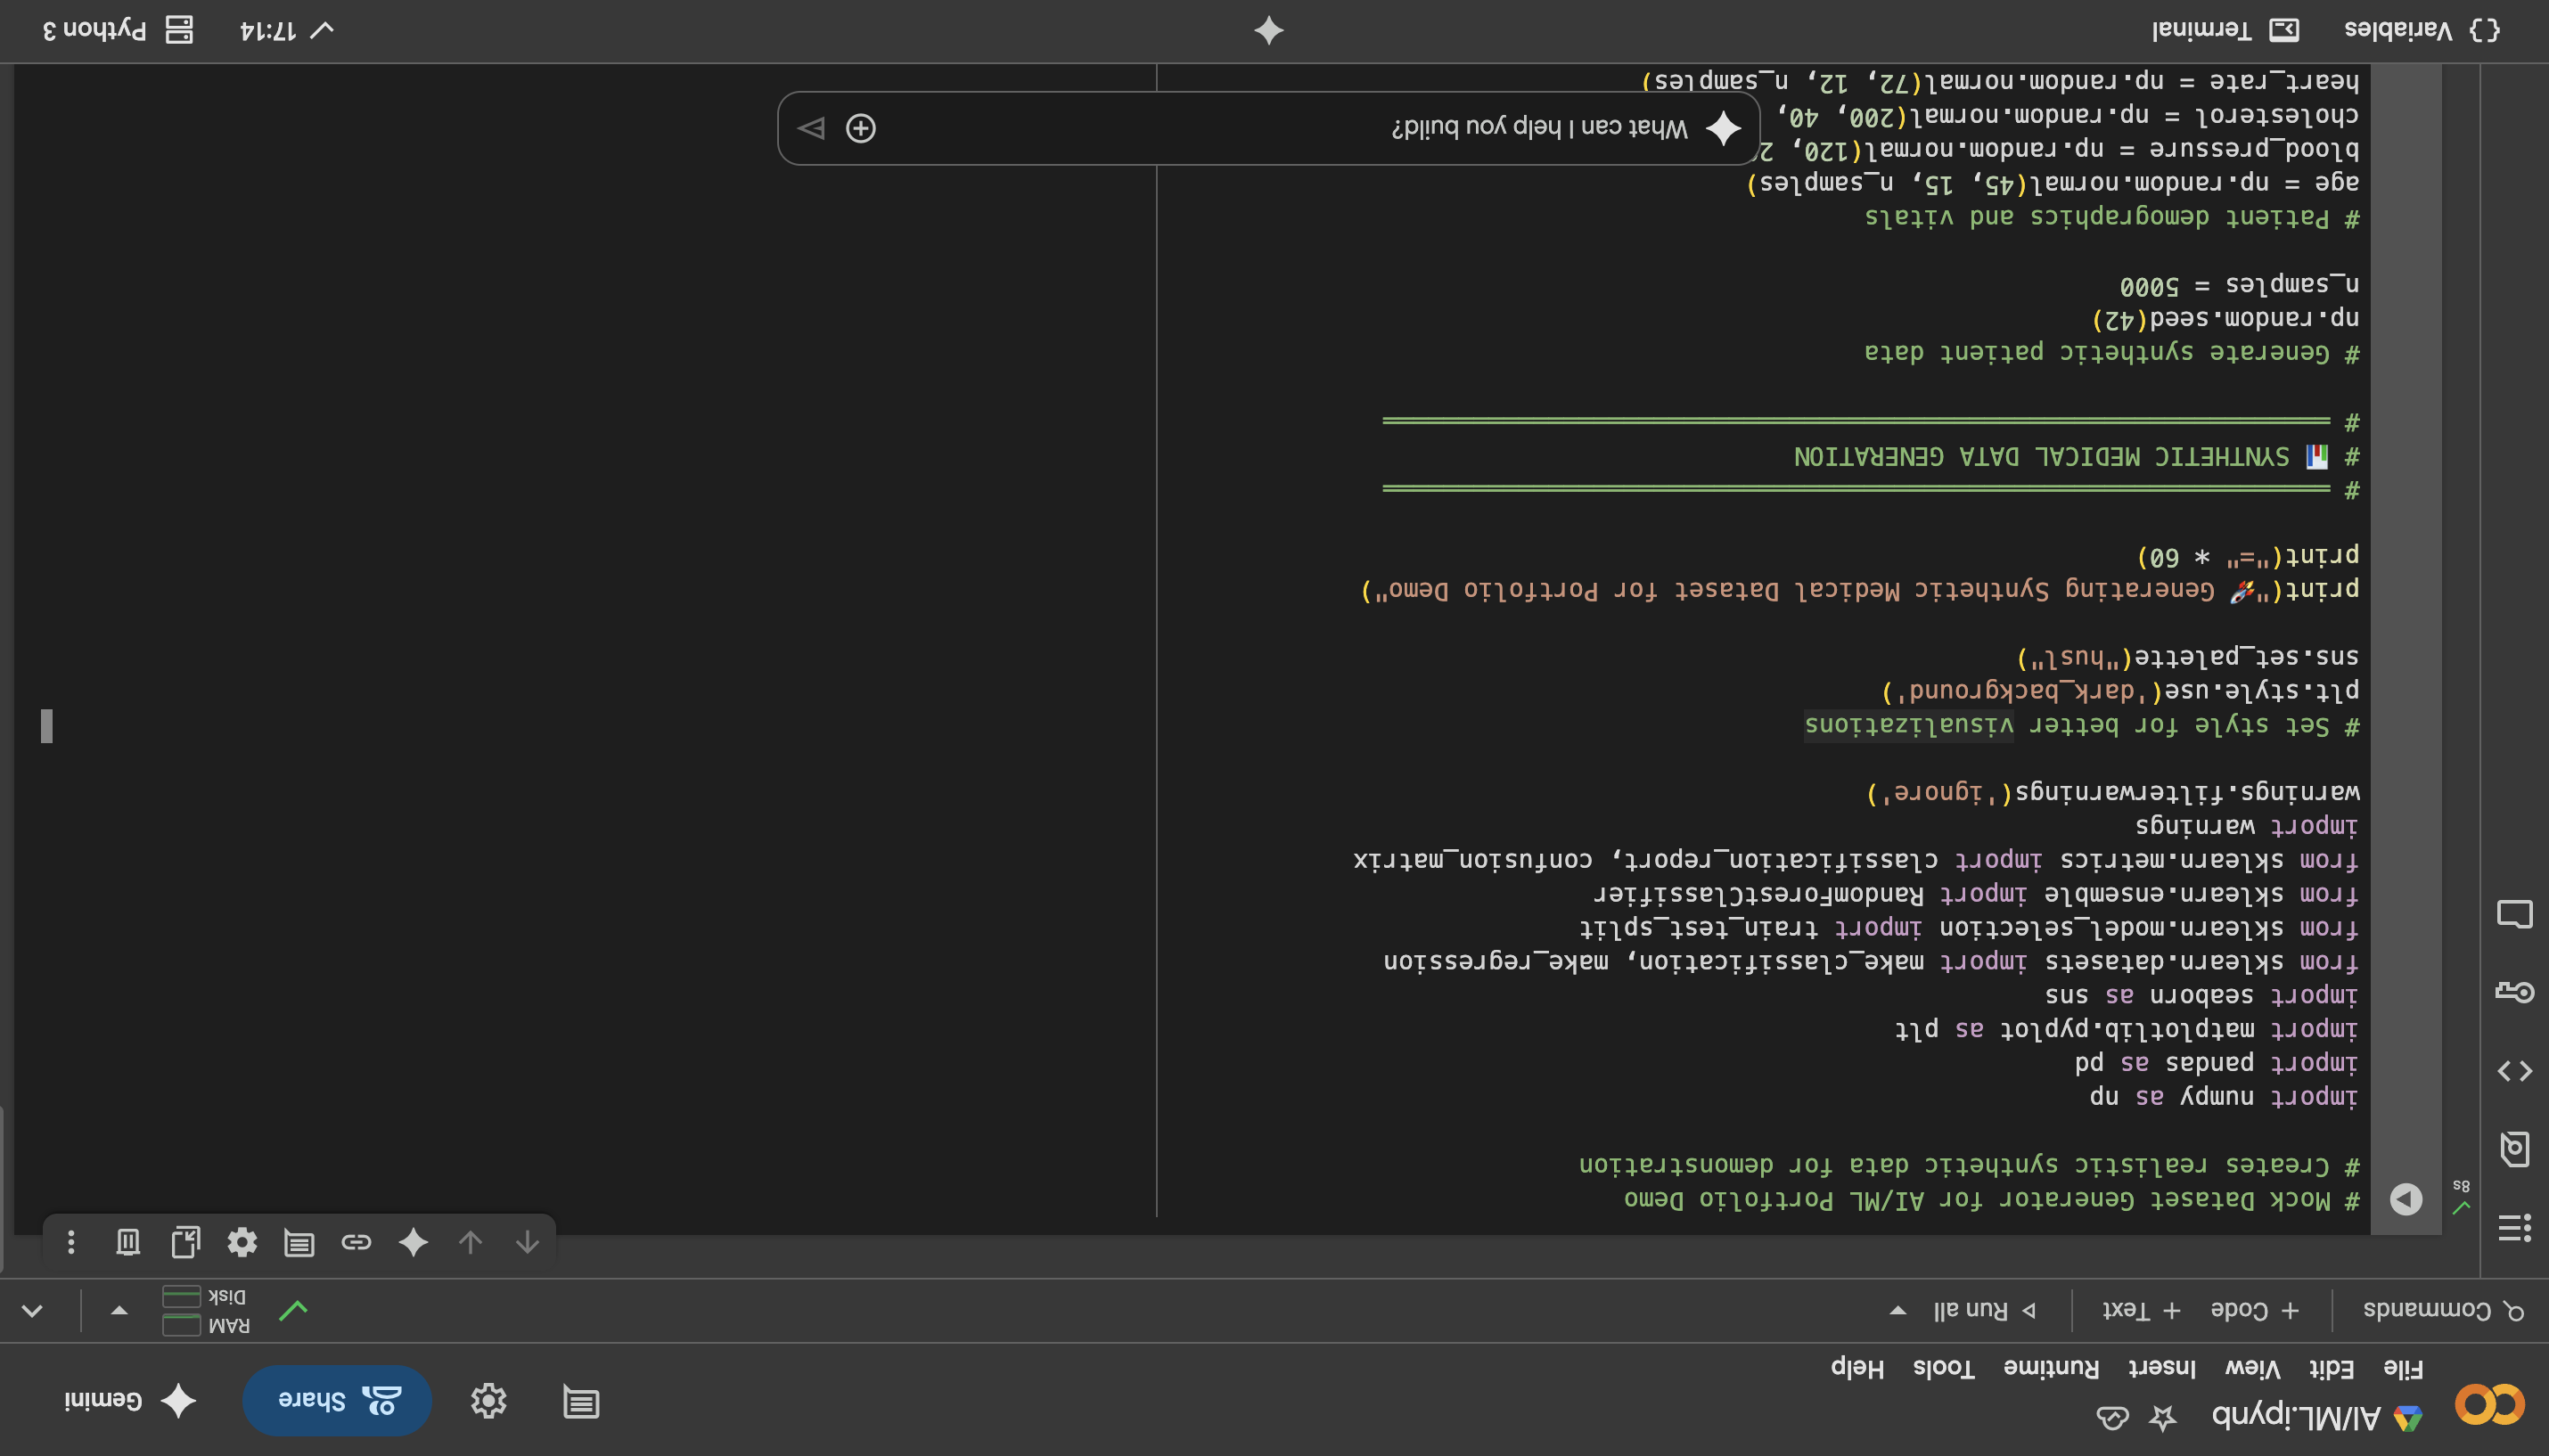 AI/ML.ipynb
File Edit View Insert Runtime Tools Help
Share
Gemini
Commands + Code + Text Run all
RAM
Disk
8s
# Mock Dataset Generator for AI/ML Portfolio Demo
# Creates realistic synthetic data for demonstration
import numpy as np
import pandas as pd
import matplotlib.pyplot as plt
import seaborn as sns
from sklearn.datasets import make_classification, make_regression
from sklearn.model_selection import train_test_split
from sklearn.ensemble import RandomForestClassifier
from sklearn.metrics import classification_report, confusion_matrix
import warnings
warnings.filterwarnings('ignore')
# Set style for better visualizations
plt.style.use('dark_background')
sns.set_palette("husl")
print("🚀 Generating Synthetic Medical Dataset for Portfolio Demo")
print("=" * 60)
# ═══════════════════════════════════════════════════════════════
# 📊 SYNTHETIC MEDICAL DATA GENERATION
# ═══════════════════════════════════════════════════════════════
# Generate synthetic patient data
np.random.seed(42)
n_samples = 5000
# Patient demographics and vitals
age = np.random.normal(45, 15, n_samples)
blood_pressure = np.random.normal(120,
cholesterol = np.random.normal(200, 40,
heart_rate = np.random.normal(72, 12, n_samples)
What can I help you build?
Variables Terminal
17:14 Python 3